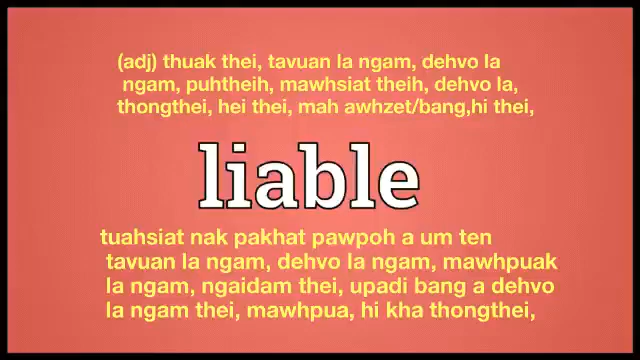 (adj) thuak thei, tavuan la ngam, dehvo la
ngam, puhtheih, mawhsiat theih, dehvo la,
thongthei, hei thei, mah awhzet/bang,hi thei,
liable
tuahsiat nak pakhat pawpoh a um ten
tavuan la ngam, dehvo la ngam, mawhpuak
la ngam, ngaidam thei, upadi bang a dehvo
la ngam thei, mawhpua, hi kha thongthei,